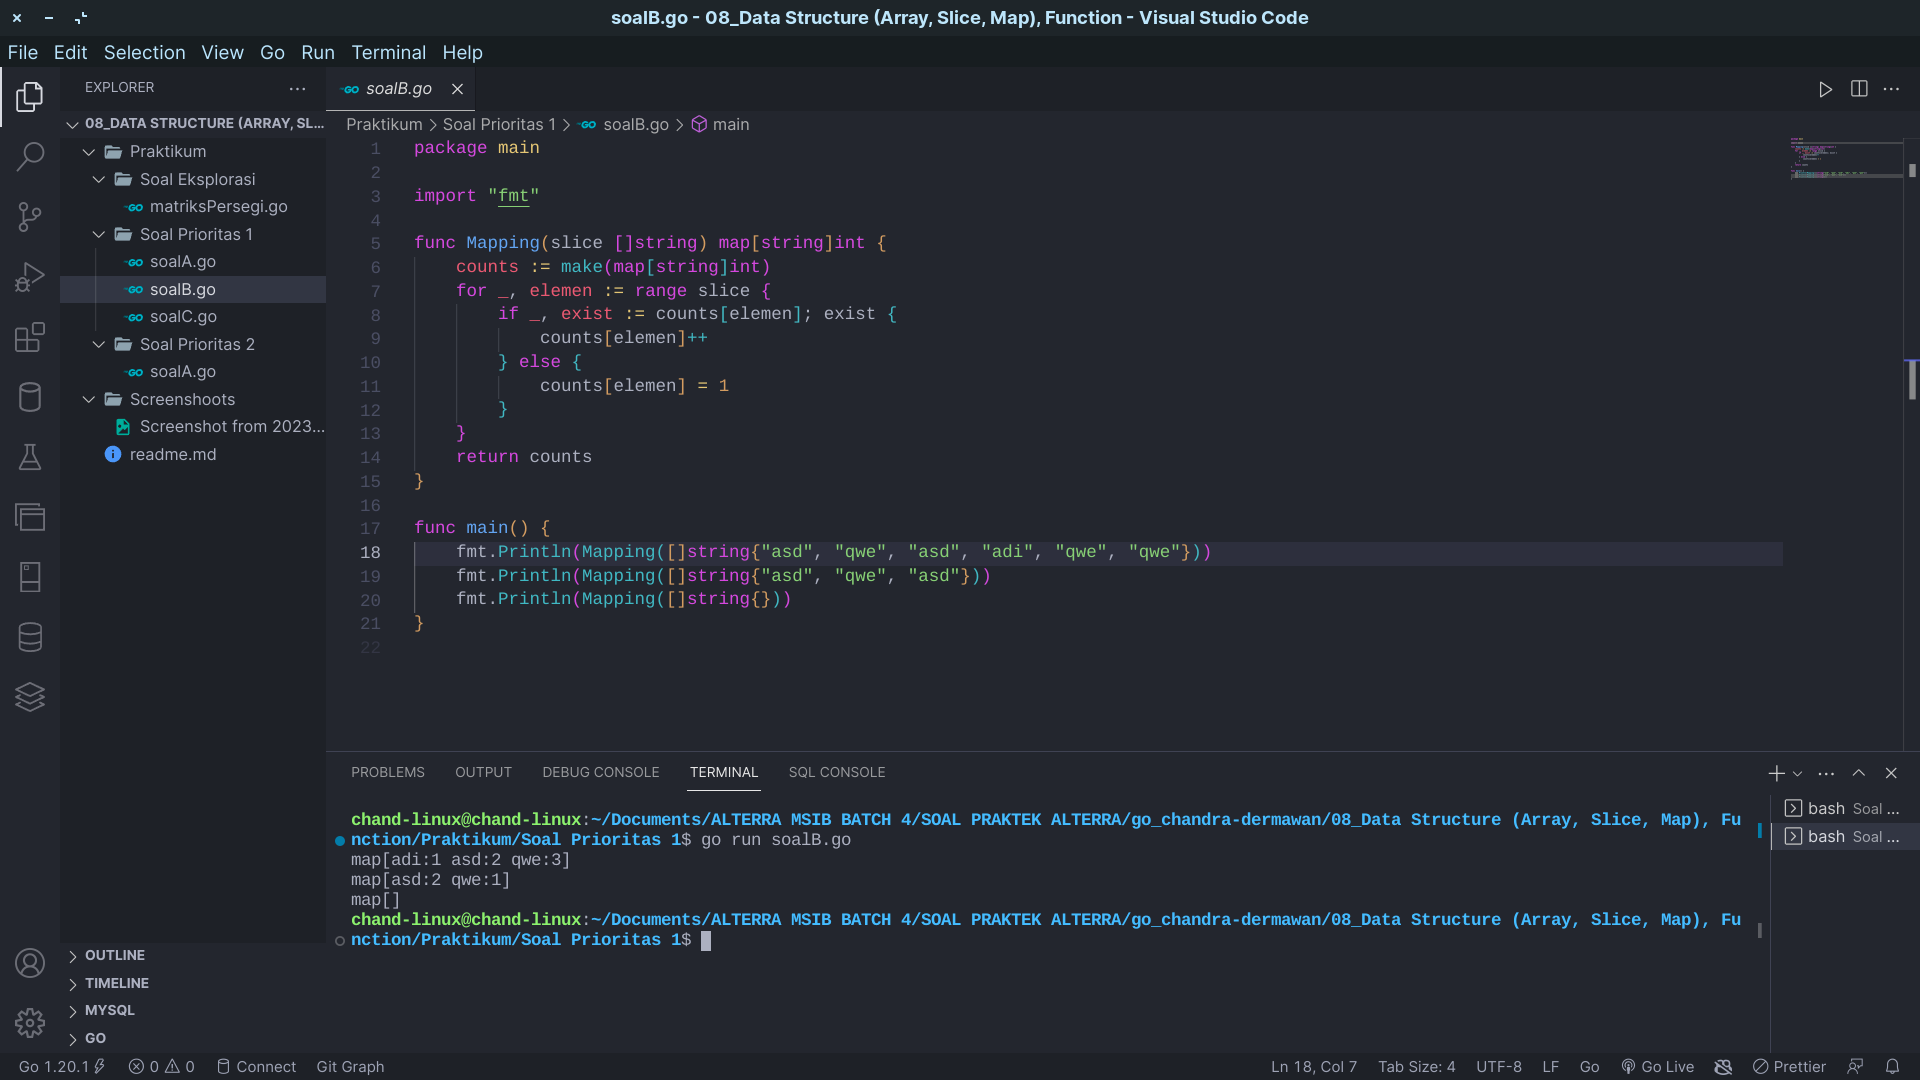 soalB.go - 08_Data Structure (Array, Slice, Map), Function - Visual Studio Code
File Edit Selection View Go Run Terminal Help
EXPLORER
08_DATA STRUCTURE (ARRAY, SL...
Praktikum
Soal Eksplorasi
matriksPersegi.go
Soal Prioritas 1
soalA.go
soalB.go
soalC.go
Soal Prioritas 2
soalA.go
Screenshoots
Screenshot from 2023...
readme.md
OUTLINE
TIMELINE
MYSQL
GO
soalB.go
Praktikum > Soal Prioritas 1 > soalB.go > main
1 package main
2
3 import "fmt"
4
5 func Mapping(slice []string) map[string]int {
6 counts := make(map[string]int)
7 for _, elemen := range slice {
8 if _, exist := counts[elemen]; exist {
9 counts[elemen]++
10 } else {
11 counts[elemen] = 1
12 }
13 }
14 return counts
15 }
16
17 func main() {
18 fmt.Println(Mapping([]string{"asd", "qwe", "asd", "adi", "qwe", "qwe"}))
19 fmt.Println(Mapping([]string{"asd", "qwe", "asd"}))
20 fmt.Println(Mapping([]string{}))
21 }
22
PROBLEMS OUTPUT DEBUG CONSOLE TERMINAL SQL CONSOLE
chand-linux@chand-linux:~/Documents/ALTERRA MSIB BATCH 4/SOAL PRAKTEK ALTERRA/go_chandra-dermawan/08_Data Structure (Array, Slice, Map), Fu
nction/Praktikum/Soal Prioritas 1$ go run soalB.go
map[adi:1 asd:2 qwe:3]
map[asd:2 qwe:1]
map[]
chand-linux@chand-linux:~/Documents/ALTERRA MSIB BATCH 4/SOAL PRAKTEK ALTERRA/go_chandra-dermawan/08_Data Structure (Array, Slice, Map), Fu
nction/Praktikum/Soal Prioritas 1$
bash Soal ...
bash Soal ...
Go 1.20.1 0 0 Connect Git Graph Ln 18, Col 7 Tab Size: 4 UTF-8 LF Go Go Live Prettier